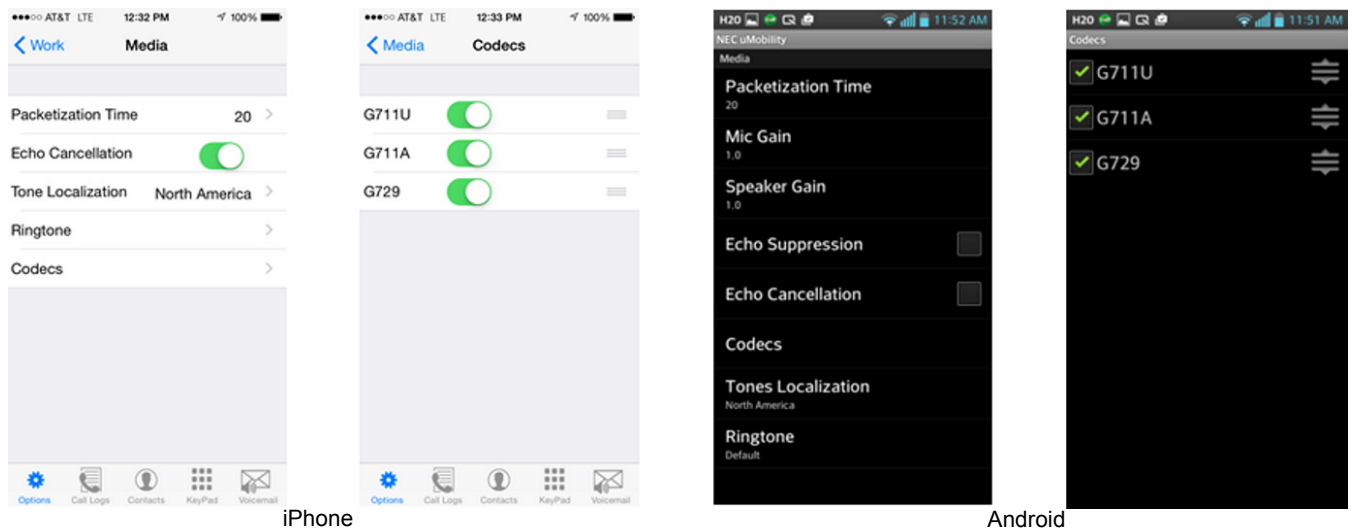 ●●●○○ AT&T LTE 12:32 PM 100%
Work Media
Packetization Time 20
Echo Cancellation
Tone Localization North America
Ringtone
Codecs
Options Call Logs Contacts KeyPad Voicemail
●●●○○ AT&T LTE 12:33 PM 100%
Media Codecs
G711U
G711A
G729
Options Call Logs Contacts KeyPad Voicemail
iPhone
H2O 11:52 AM
NEC uMobility
Media
Packetization Time
20
Mic Gain
1.0
Speaker Gain
1.0
Echo Suppression
Echo Cancellation
Codecs
Tones Localization
North America
Ringtone
Default
H2O 11:51 AM
Codecs
G711U
G711A
G729
Android